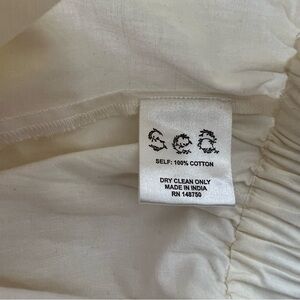 Sea
SELF: 100% COTTON
DRY CLEAN ONLY
MADE IN INDIA
RN 148750